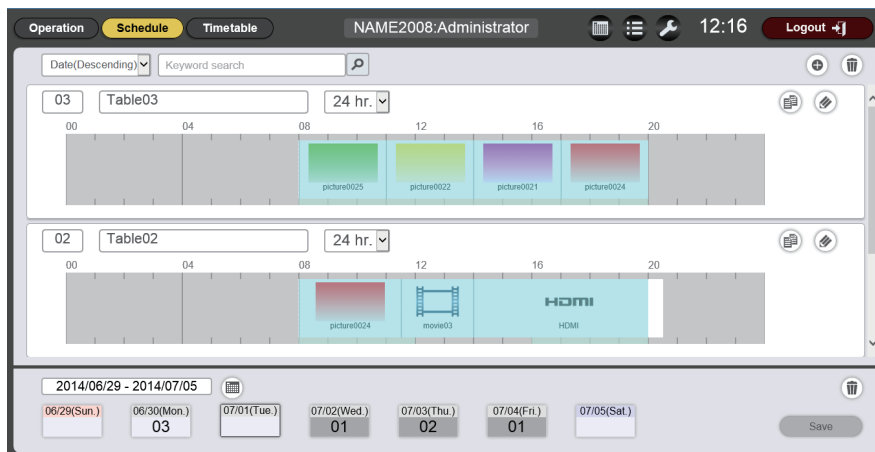 Operation Schedule Timetable NAME2008:Administrator 12:16 Logout
Date(Descending) Keyword search
03 Table03 24 hr.
00 04 08 12 16 20
picture0025 picture0022 picture0021 picture0024
02 Table02 24 hr.
00 04 08 12 16 20
HDMI
picture0024 movie03 HDMI
2014/06/29 - 2014/07/05
06/29(Sun.) 06/30(Mon.) 07/01(Tue.) 07/02(Wed.) 07/03(Thu.) 07/04(Fri.) 07/05(Sat.)
03 01 02 01 Save